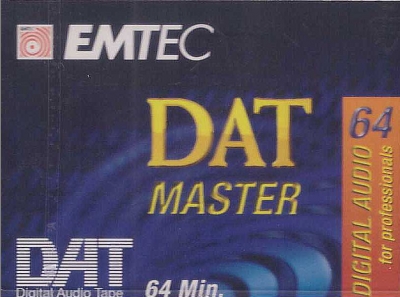 EMTEC
DAT
MASTER
64
DIGITAL AUDIO
for professionals
DAT
Digital Audio Tape
64 Min.